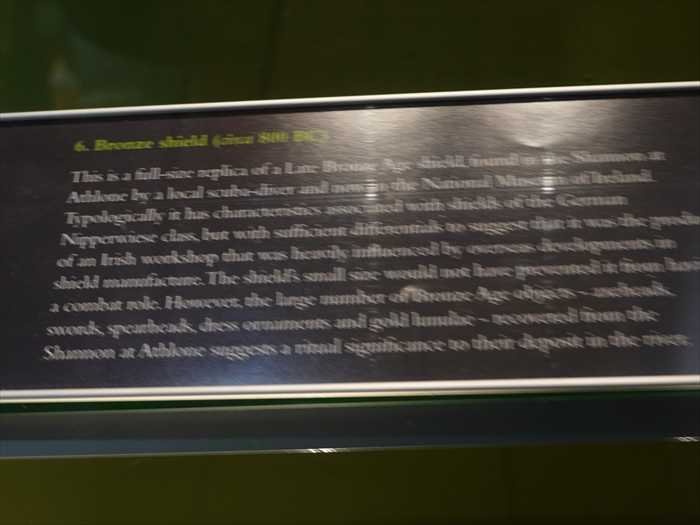 6. Bronze shield (circa 800 BC)
This is a full-size replica of a Late Bronze Age shield, found in the Shannon at
Athlone by a local scuba-diver and now in the National Museum of Ireland.
Typologically it has characteristics associated with shields of the German
Nipperwiese class, but with sufficient differentials to suggest that it was the
of an Irish workshop that was heavily influenced by overseas developments in
shield manufacture. The shield's small size would not have prevented it from
a combat role. However, the large number of Bronze Age objects -
swords, spearheads, dress ornaments and gold lunulae - recovered from the
Shannon at Athlone suggests a ritual significance to their deposit in the river.